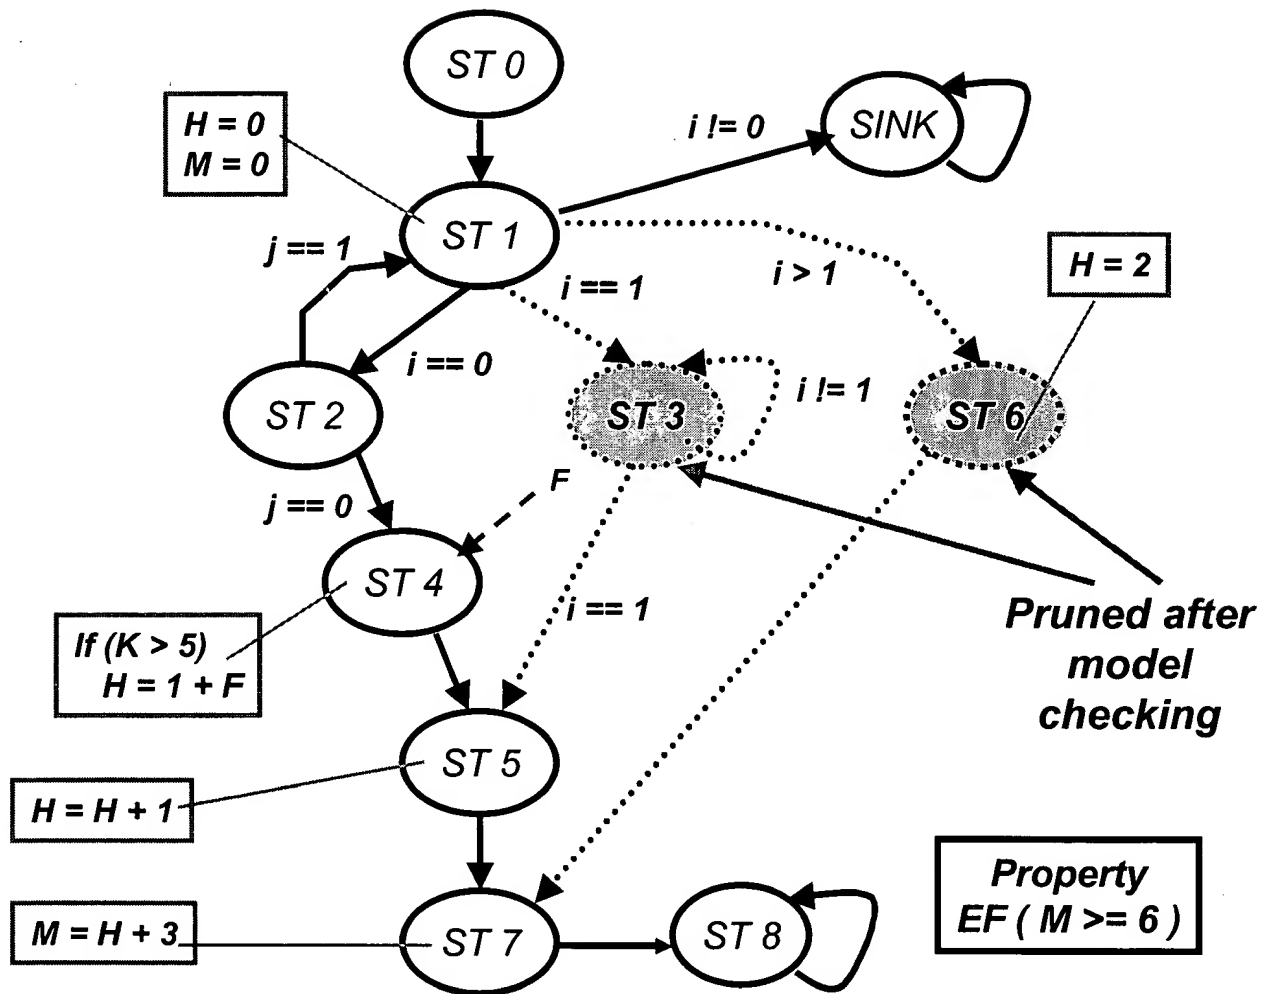 ST 0
H = 0
M = 0
i != 0
SINK
ST 1
j == 1
i == 1
i > 1
H = 2
i == 0
ST 2
ST 3
i != 1
ST 6
j == 0
F
ST 4
i == 1
If (K > 5)
H = 1 + F
Pruned after
model
checking
ST 5
H = H + 1
Property
EF ( M >= 6 )
M = H + 3
ST 7
ST 8